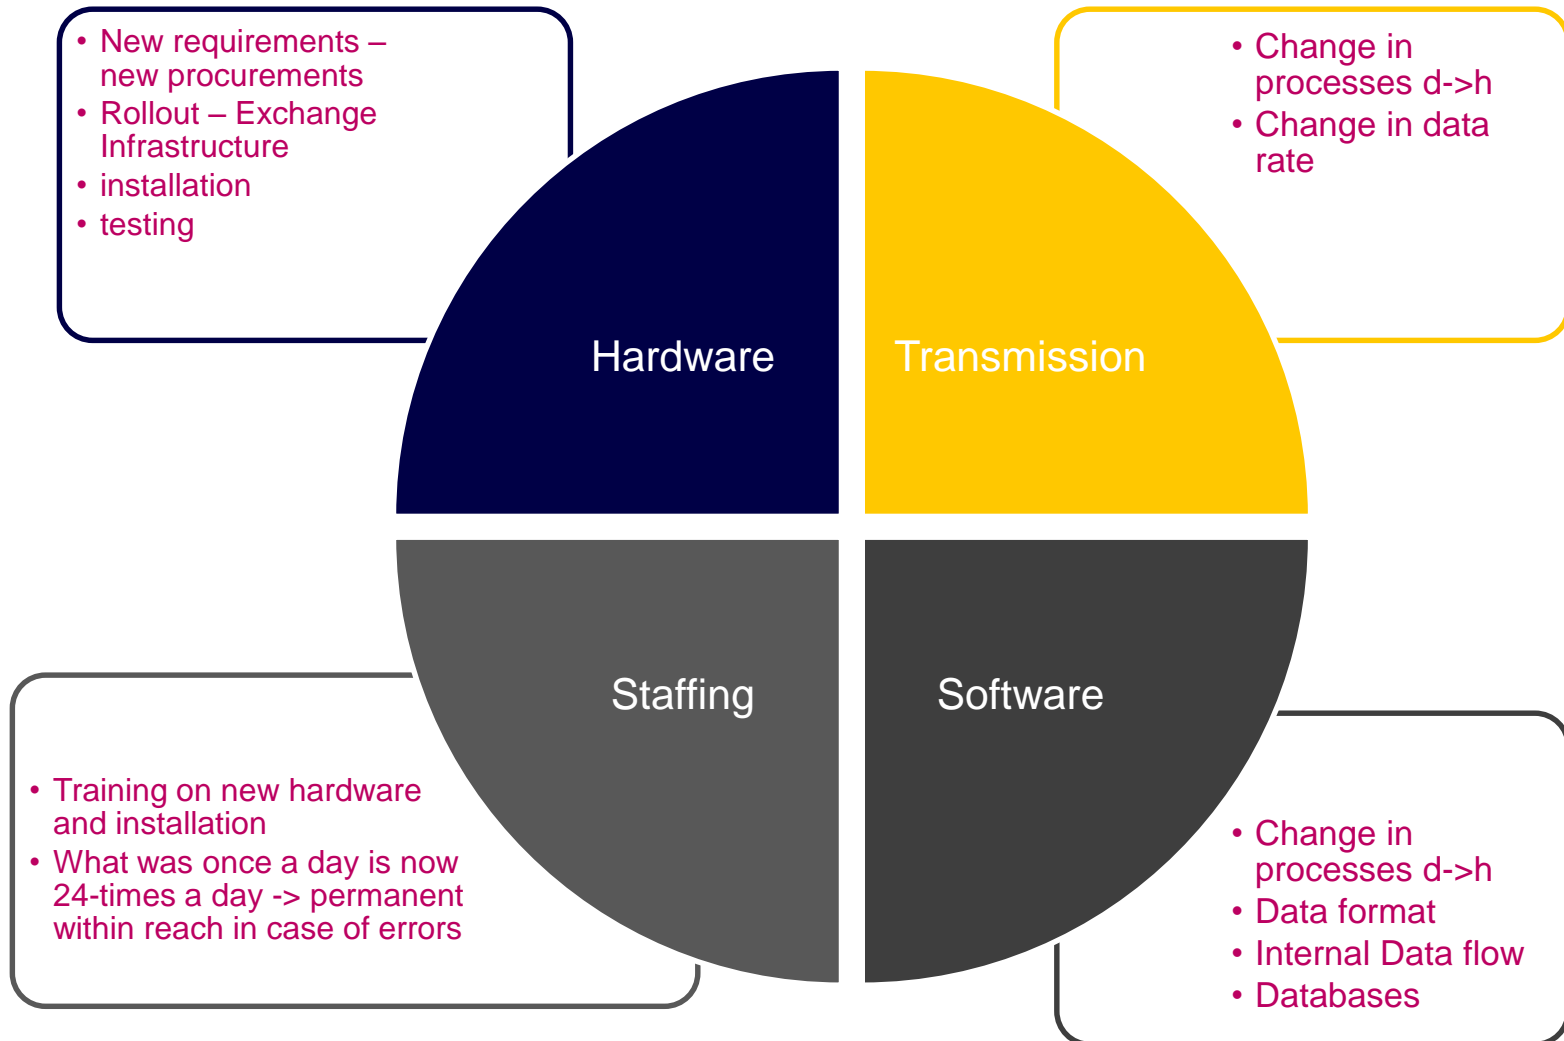 • New requirements –
new procurements
• Rollout – Exchange
Infrastructure
• installation
• testing
• Change in
processes d->h
• Change in data
rate
Hardware
Transmission
Staffing
Software
• Training on new hardware
and installation
• What was once a day is now
24-times a day -> permanent
within reach in case of errors
• Change in
processes d->h
• Data format
• Internal Data flow
• Databases